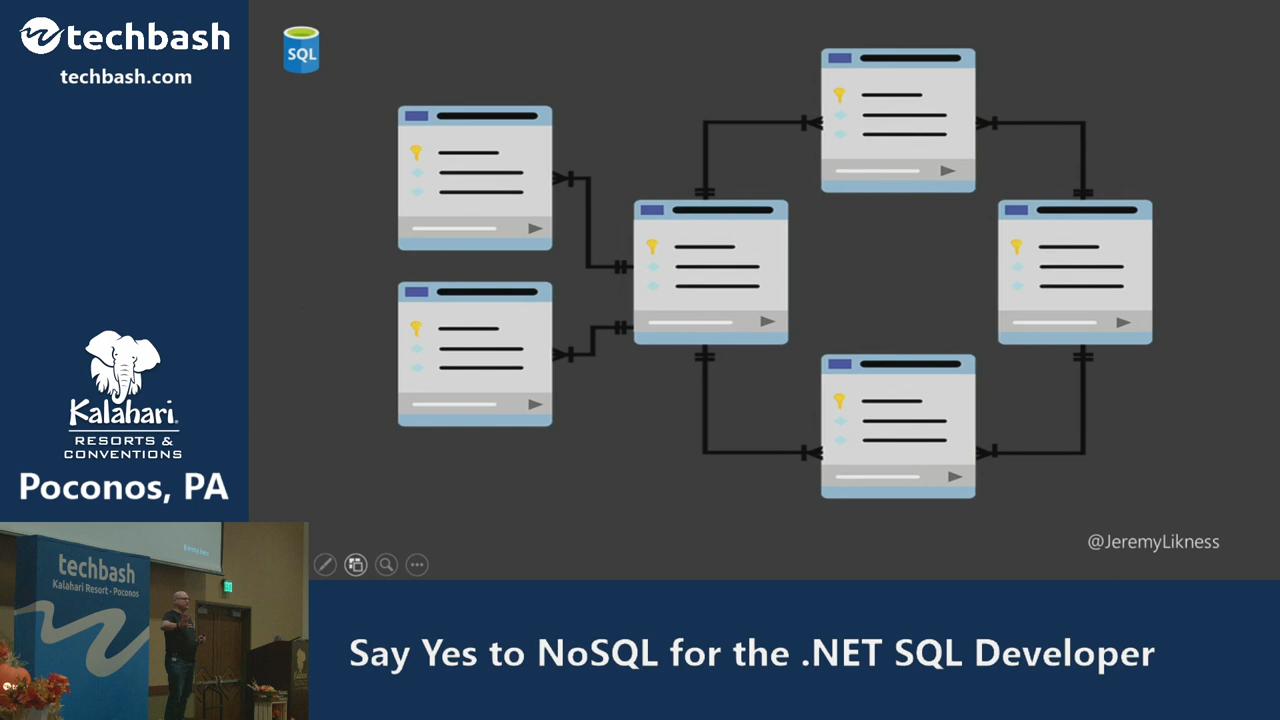 techbash
techbash.com
SQL
Kalahari
RESORTS &
CONVENTIONS
Poconos, PA
@JeremyLikness
techbash
Kalahari Resort - Poconos
Say Yes to NoSQL for the .NET SQL Developer